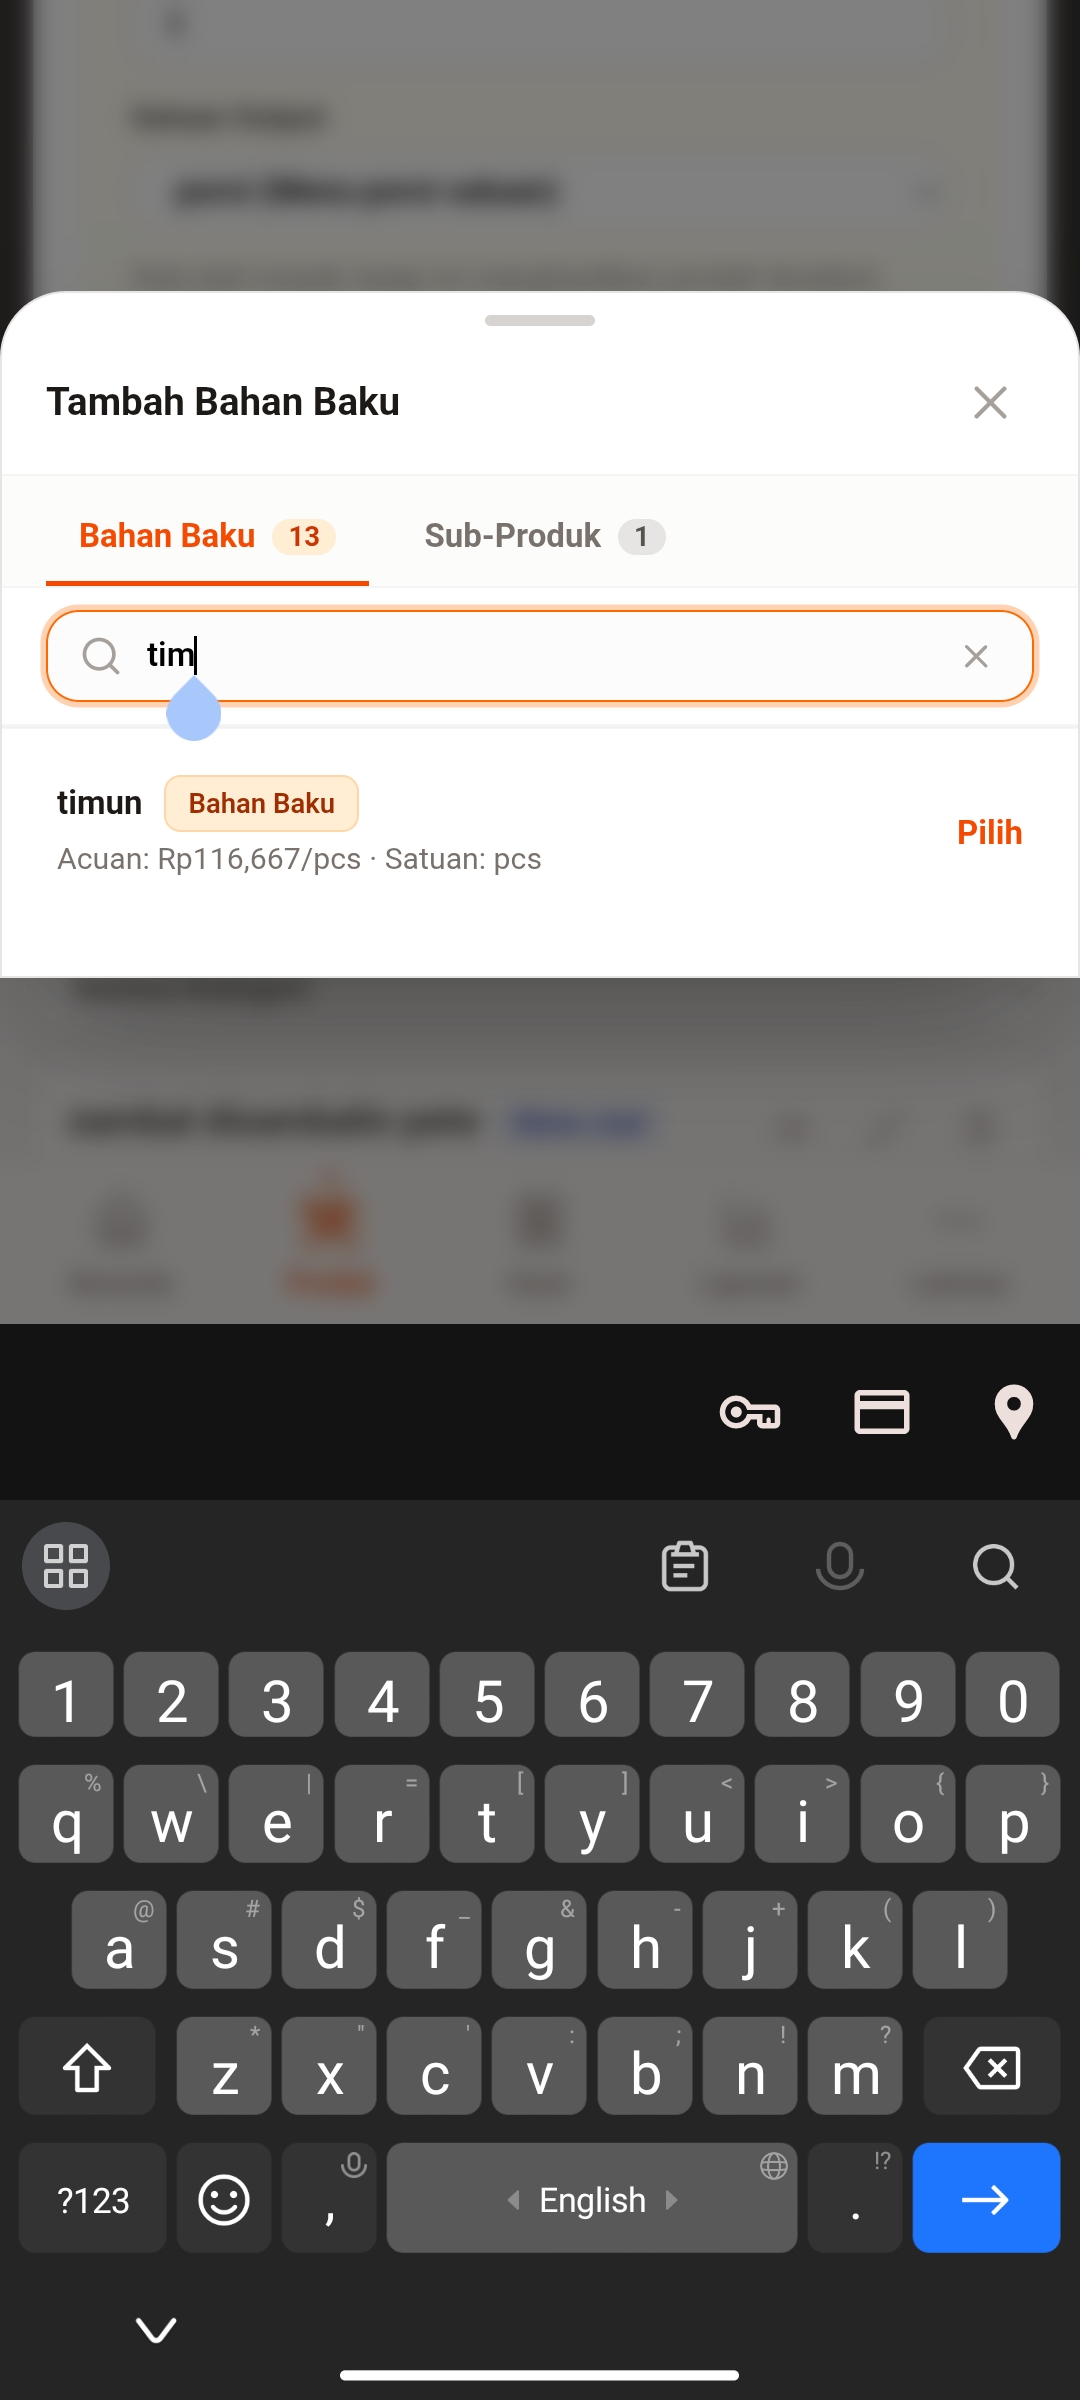 Tambah Bahan Baku
Bahan Baku 13 Sub-Produk 1
tim
timun Bahan Baku
Acuan: Rp116,667/pcs · Satuan: pcs
Pilih
1 2 3 4 5 6 7 8 9 0
% \ | = [ ] < > { }
q w e r t y u i o p
@ # $ _ & - + ( )
a s d f g h j k l
* " ' : ; ! ?
z x c v b n m
?123 , English . !?